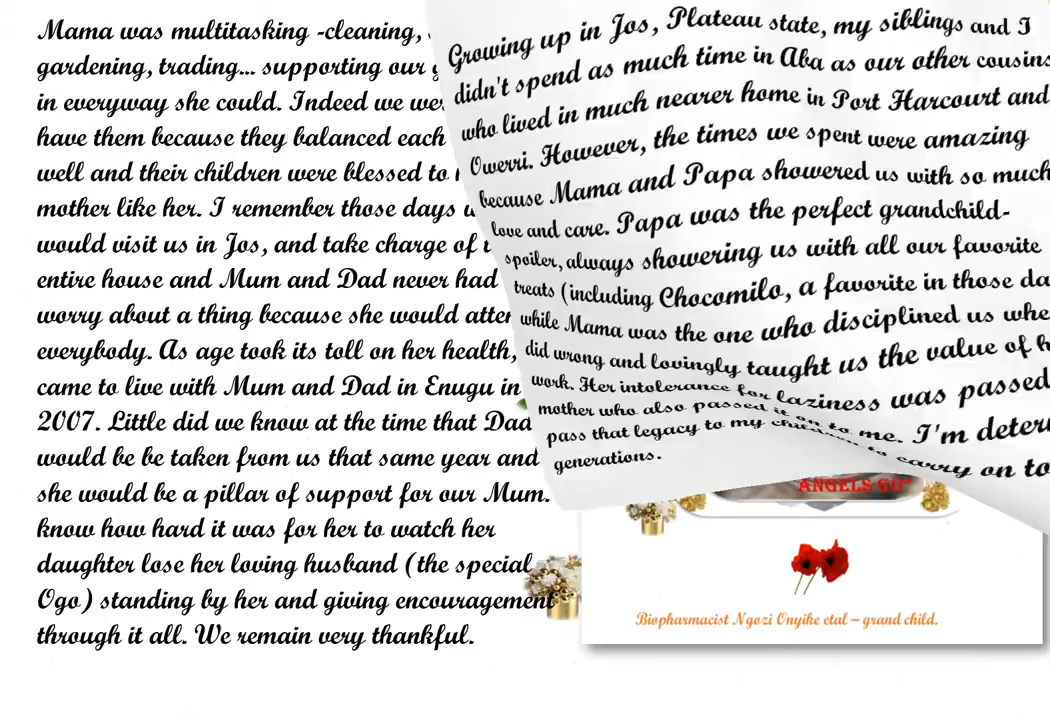 Mama was multitasking -cleaning,
gardening, trading... supporting our
in everyway she could. Indeed we
have them because they balanced each
well and their children were blessed to
mother like her. I remember those days
would visit us in Jos, and take charge of
entire house and Mum and Dad never had
worry about a thing because she would
everybody. As age took its toll on her health,
came to live with Mum and Dad in Enugu in
2007. Little did we know at the time that Dad
would be be taken from us that same year and
she would be a pillar of support for our Mum.
know how hard it was for her to watch her
daughter lose her loving husband (the special
Ogo) standing by her and giving encouragement
through it all. We remain very thankful.
Growing up in Jos, Plateau state, my siblings and I
didn't spend as much time in Aba as our other cousins
who lived in much nearer home in Port Harcourt and
Owerri. However, the times we spent were amazing
because Mama and Papa showered us with so much
love and care. Papa was the perfect grandchild-
spoiler, always showering us with all our favorite
treats (including Chocomilo, a favorite in those
while Mama was the one who disciplined us
did wrong and lovingly taught us the value of
work. Her intolerance for laziness was passed
mother who also passed it on to me. I'm
pass that legacy to my children to carry on to
generations.
ANGELS GO"
Biopharmacist Ngozi Onyike etal – grand child.